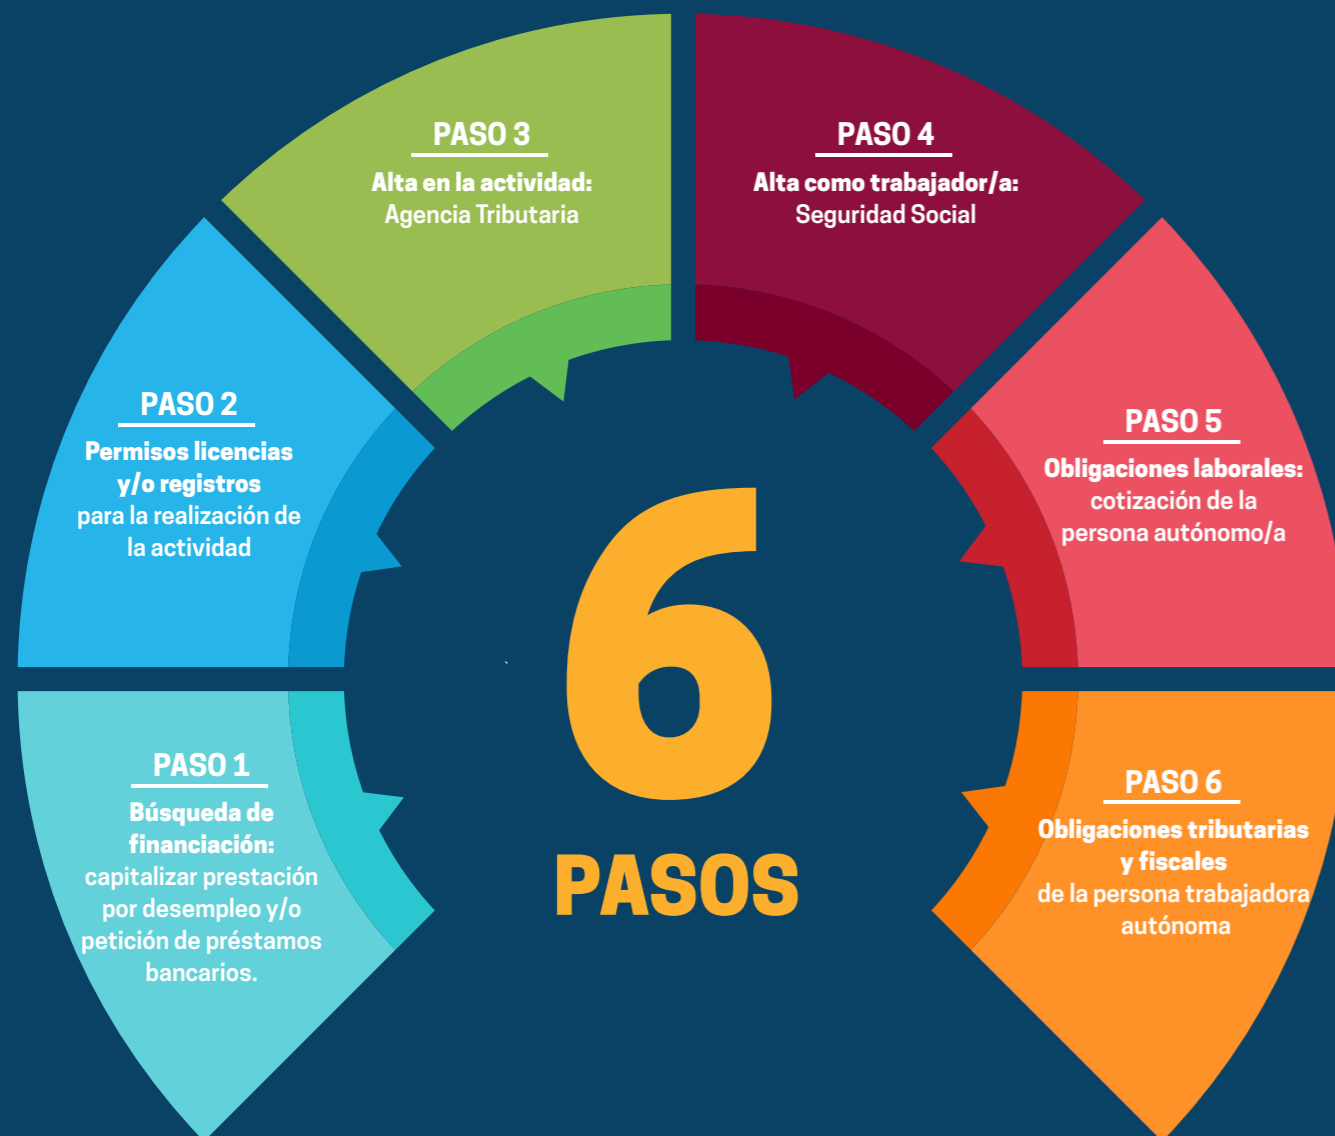 PASO 1
Búsqueda de
financiación:
capitalizar prestación
por desempleo y/o
petición de préstamos
bancarios.
PASO 2
Permisos licencias
y/o registros
para la realización de
la actividad
PASO 3
Alta en la actividad:
Agencia Tributaria
PASO 4
Alta como trabajador/a:
Seguridad Social
PASO 5
Obligaciones laborales:
cotización de la
persona autónomo/a
PASO 6
Obligaciones tributarias
y fiscales
de la persona trabajadora
autónoma
6
PASOS